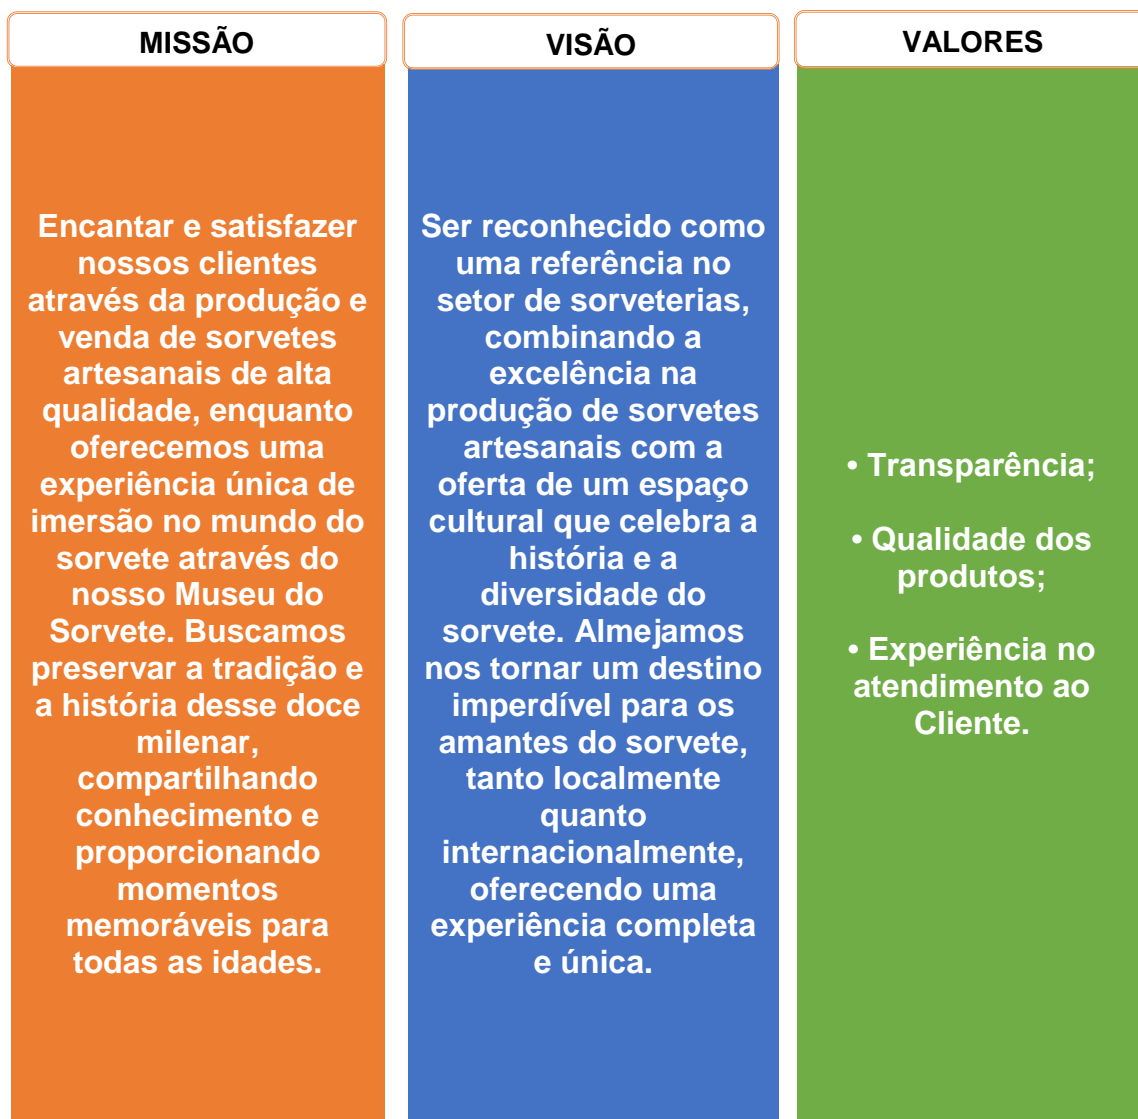 MISSÃO
Encantar e satisfazer
nossos clientes
através da produção e
venda de sorvetes
artesanais de alta
qualidade, enquanto
oferecemos uma
experiência única de
imersão no mundo do
sorvete através do
nosso Museu do
Sorvete. Buscamos
preservar a tradição e
a história desse doce
milenar,
compartilhando
conhecimento e
proporcionando
momentos
memoráveis para
todas as idades.
VISÃO
Ser reconhecido como
uma referência no
setor de sorveterias,
combinando a
excelência na
produção de sorvetes
artesanais com a
oferta de um espaço
cultural que celebra a
história e a
diversidade do
sorvete. Almejamos
nos tornar um destino
imperdível para os
amantes do sorvete,
tanto localmente
quanto
internacionalmente,
oferecendo uma
experiência completa
e única.
VALORES
• Transparência;
• Qualidade dos
produtos;
• Experiência no
atendimento ao
Cliente.